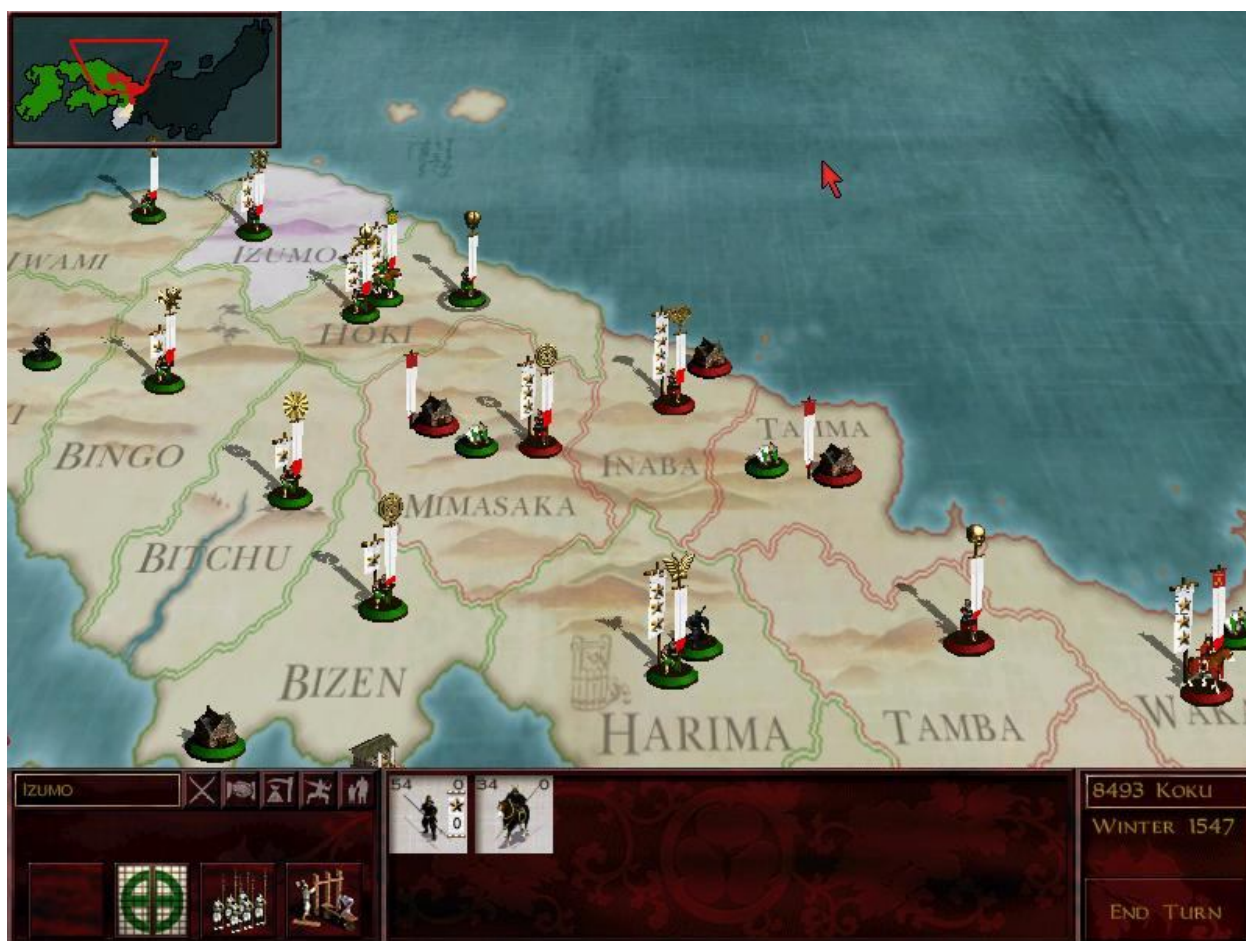 IWAMI
IZUMO
HOKI
BINGO
TAJIMA
INABA
MIMASAKA
BITCHU
BIZEN
HARIMA
TAMBA
IZUMO
54 0 34 0
0
8493 KOKU
WINTER 1547
END TURN